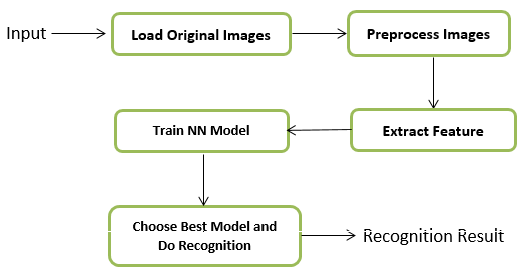 Input
Load Original Images
Preprocess Images
Extract Feature
Train NN Model
Choose Best Model and
Do Recognition
Recognition Result